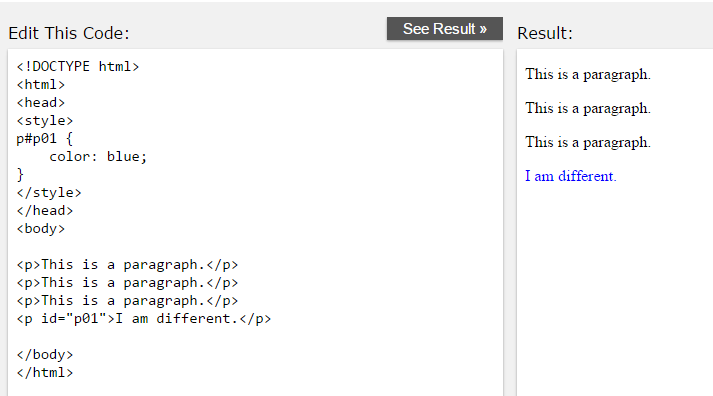 Edit This Code:
See Result »
<!DOCTYPE html>
<html>
<head>
<style>
p#p01 {
    color: blue;
}
</style>
</head>
<body>

<p>This is a paragraph.</p>
<p>This is a paragraph.</p>
<p>This is a paragraph.</p>
<p id="p01">I am different.</p>

</body>
</html>
Result:
This is a paragraph.
This is a paragraph.
This is a paragraph.
I am different.